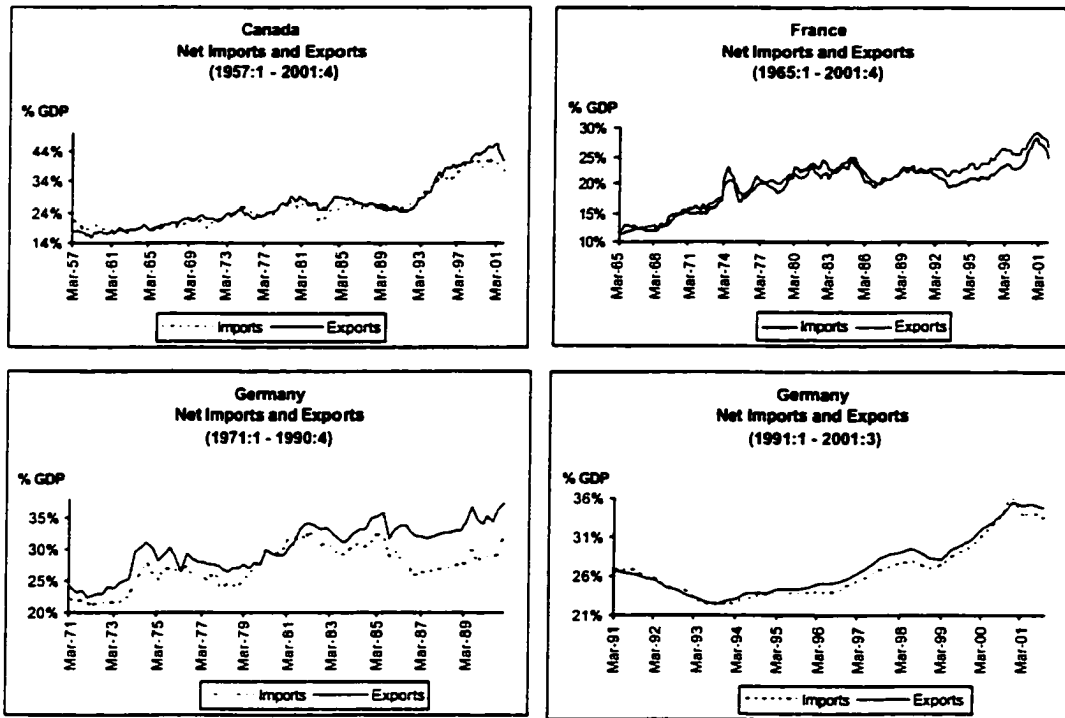 Canada
Net Imports and Exports
(1957:1 - 2001:4)
% GDP
44%
34%
24%
14%
Mar-57
Mar-61
Mar-65
Mar-69
Mar-73
Mar-77
Mar-81
Mar-85
Mar-89
Mar-93
Mar-97
Mar-01
Imports Exports
France
Net Imports and Exports
(1965:1 - 2001:4)
% GDP
30%
25%
20%
15%
10%
Mar-65
Mar-68
Mar-71
Mar-74
Mar-77
Mar-80
Mar-83
Mar-86
Mar-89
Mar-92
Mar-95
Mar-98
Mar-01
Imports Exports
Germany
Net Imports and Exports
(1971:1 - 1990:4)
% GDP
35%
30%
25%
20%
Mar-71
Mar-73
Mar-75
Mar-77
Mar-79
Mar-81
Mar-83
Mar-85
Mar-87
Mar-89
Imports Exports
Germany
Net Imports and Exports
(1991:1 - 2001:3)
% GDP
36%
31%
26%
21%
Mar-91
Mar-92
Mar-93
Mar-94
Mar-95
Mar-96
Mar-97
Mar-98
Mar-99
Mar-00
Mar-01
Imports Exports